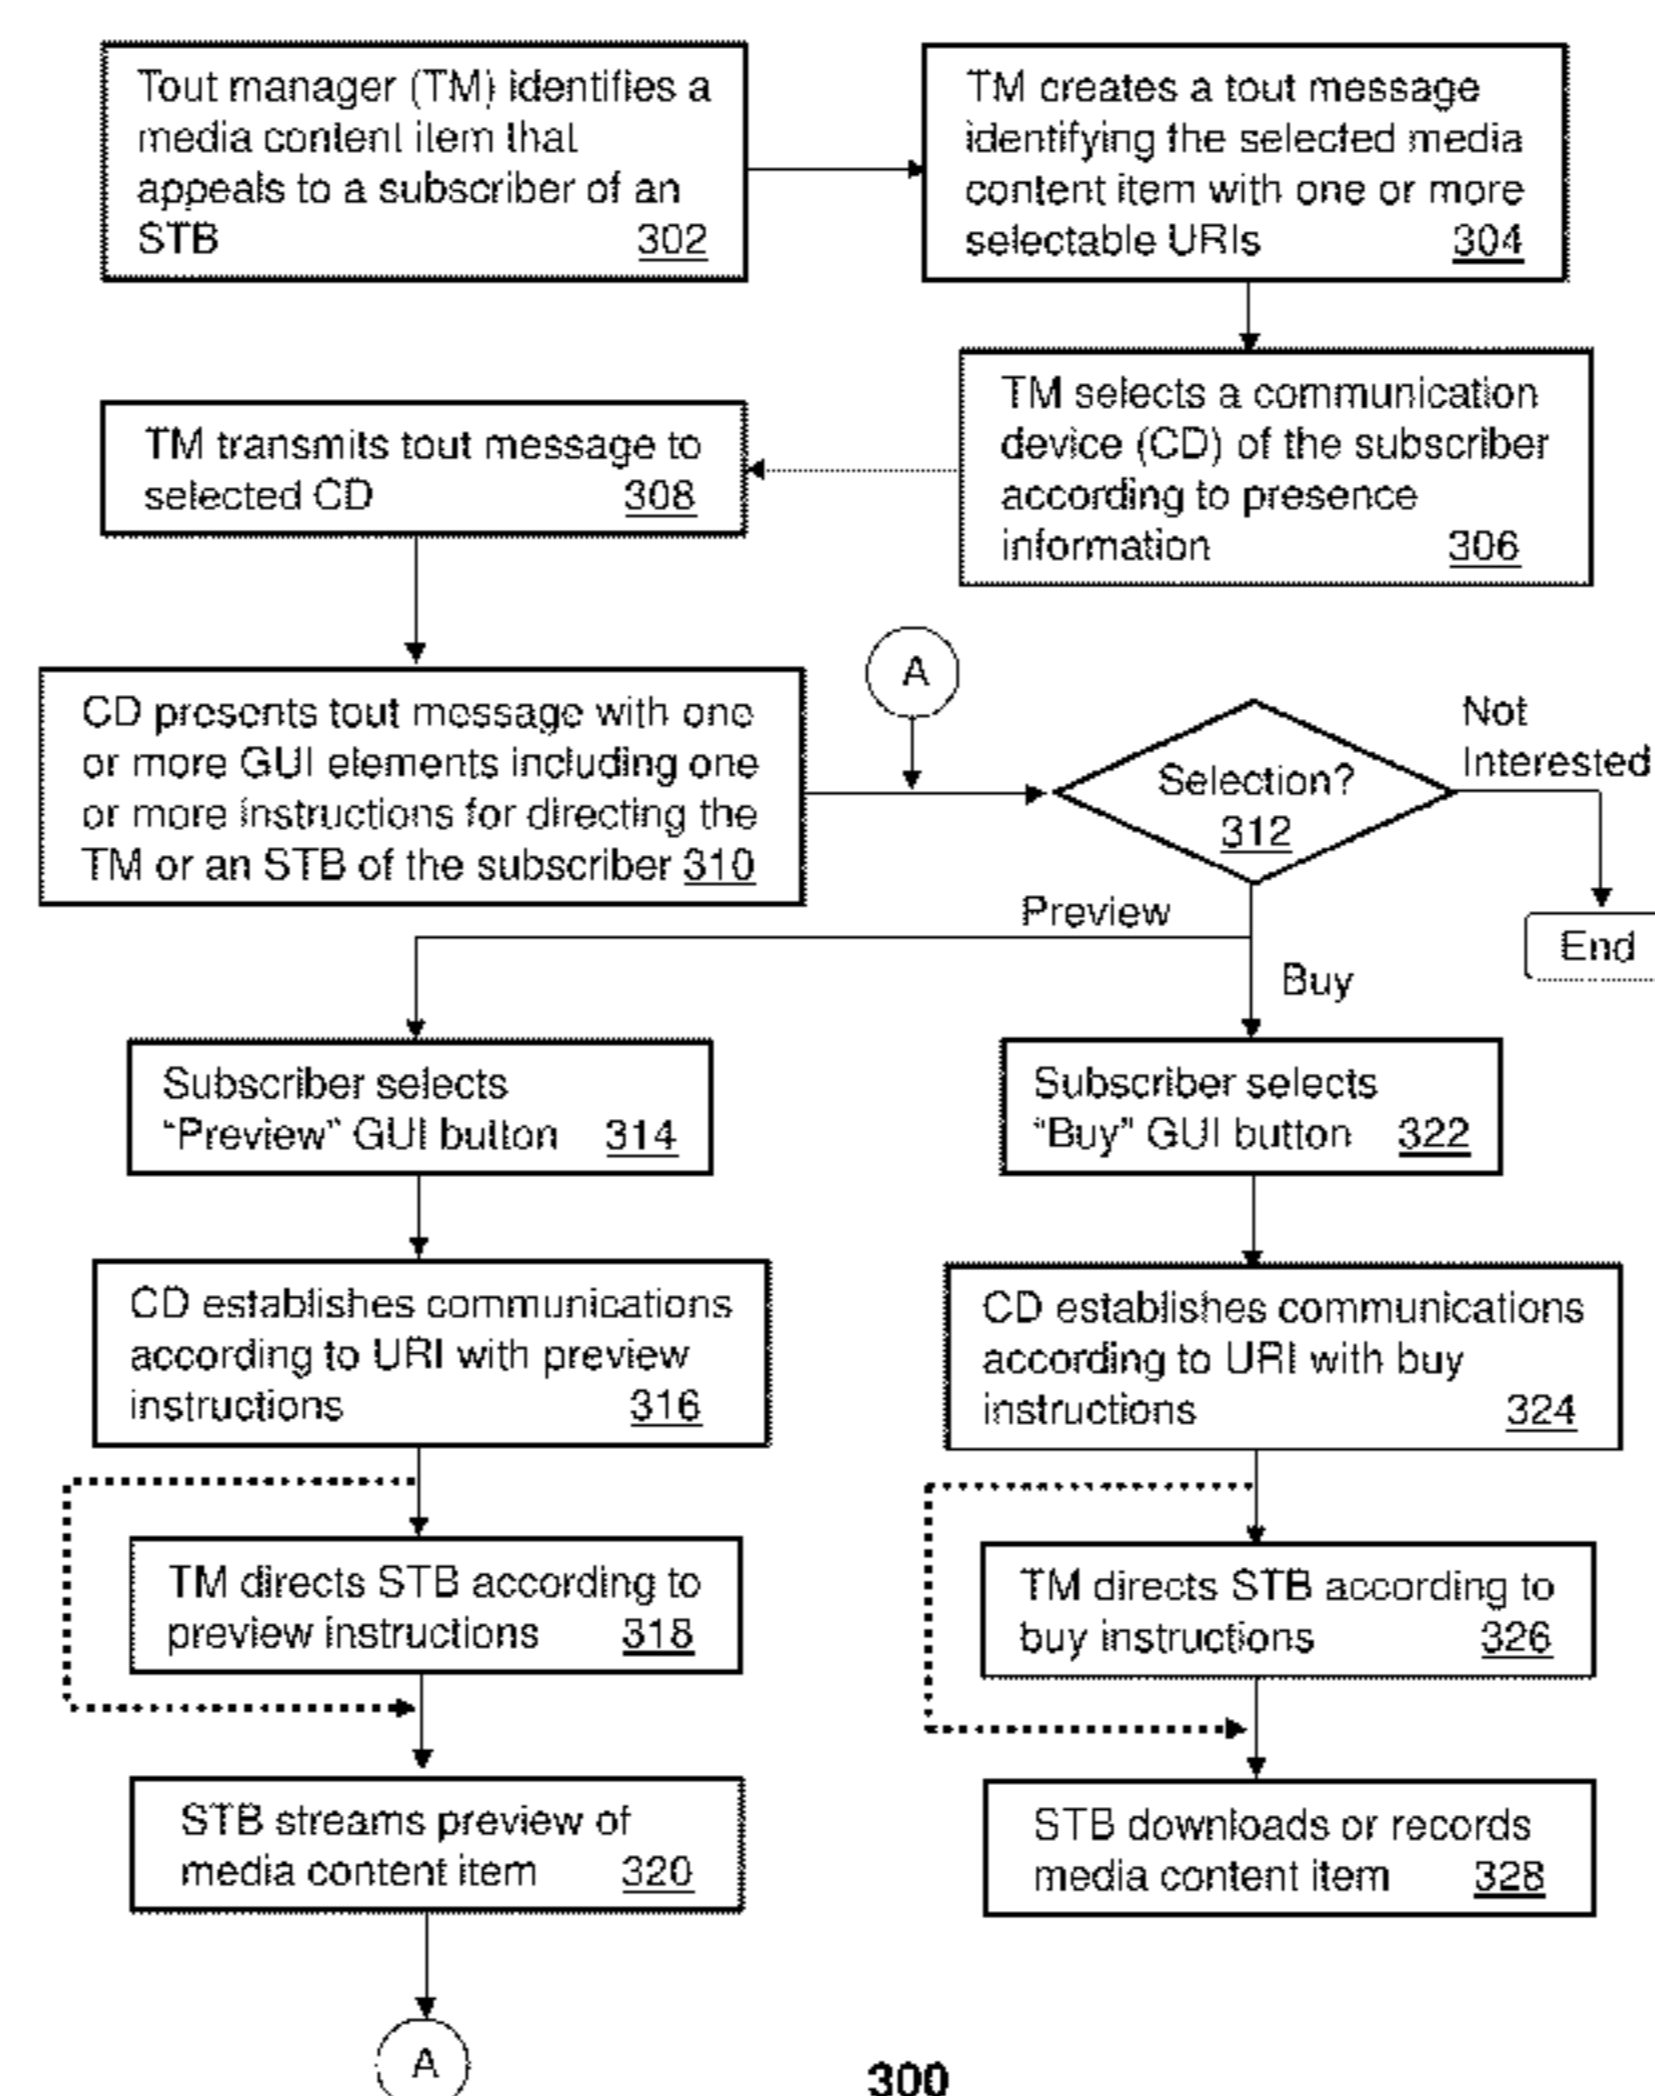 Tout manager (TM) identifies a
media content item that
appeals to a subscriber of an
STB 302
TM creates a tout message
identifying the selected media
content item with one or more
selectable URIs 304
TM selects a communication
device (CD) of the subscriber
according to presence
information 306
TM transmits tout message to
selected CD 308
CD presents tout message with one
or more GUI elements including one
or more instructions for directing the
TM or an STB of the subscriber 310
A
Selection?
312
Not
Interested
End
Preview
Buy
Subscriber selects
"Preview" GUI button 314
CD establishes communications
according to URI with preview
instructions 316
TM directs STB according to
preview instructions 318
STB streams preview of
media content item 320
A
Subscriber selects
"Buy" GUI button 322
CD establishes communications
according to URI with buy
instructions 324
TM directs STB according to
buy instructions 326
STB downloads or records
media content item 328
300